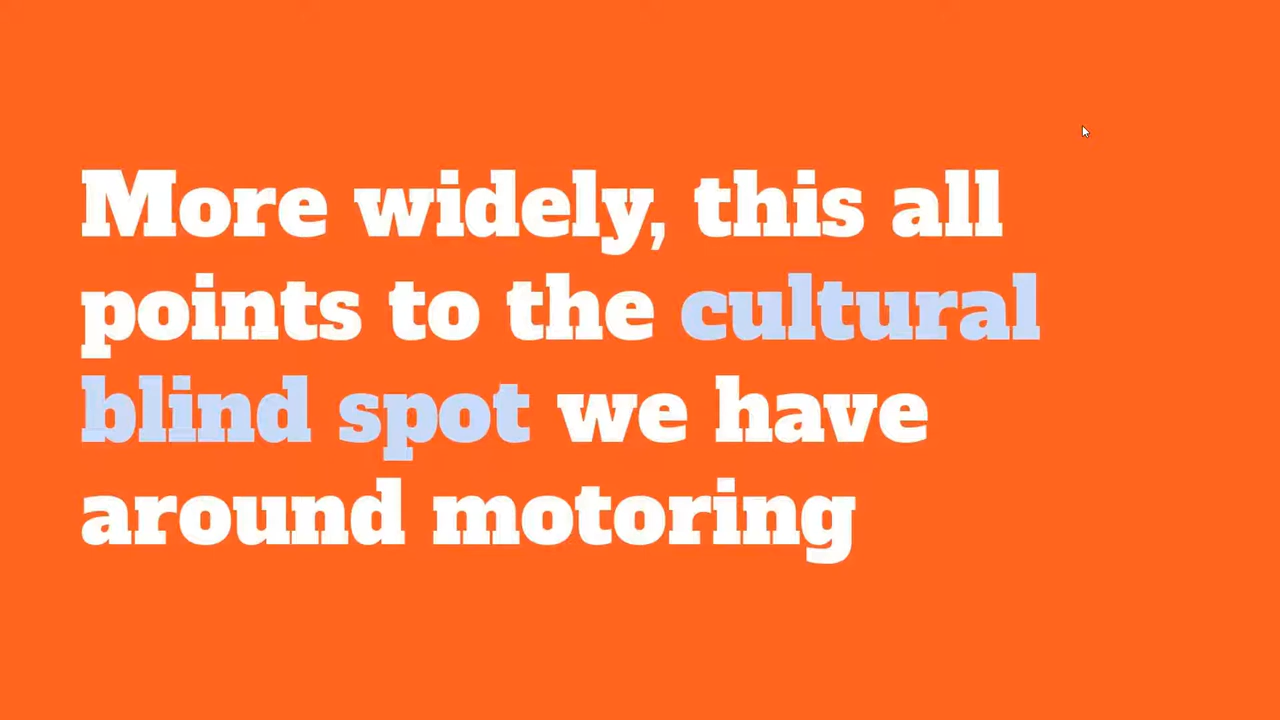 More widely, this all
points to the cultural
blind spot we have
around motoring